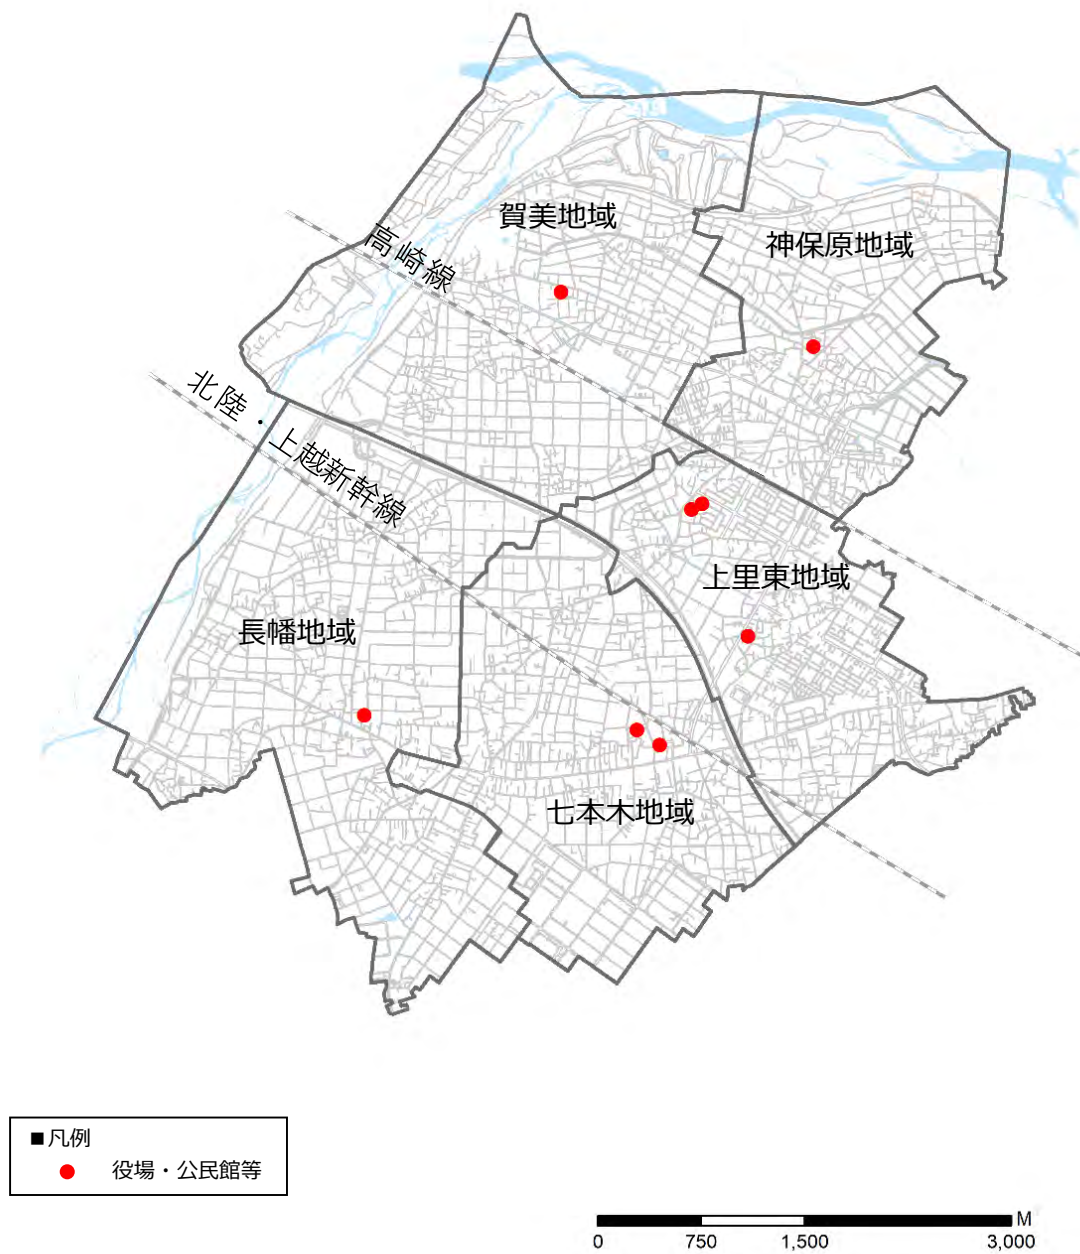 賀美地域
神保原地域
高崎線
北陸・上越新幹線
上里東地域
長幡地域
七本木地域
■凡例
● 役場・公民館等
M
0 750 1,500 3,000